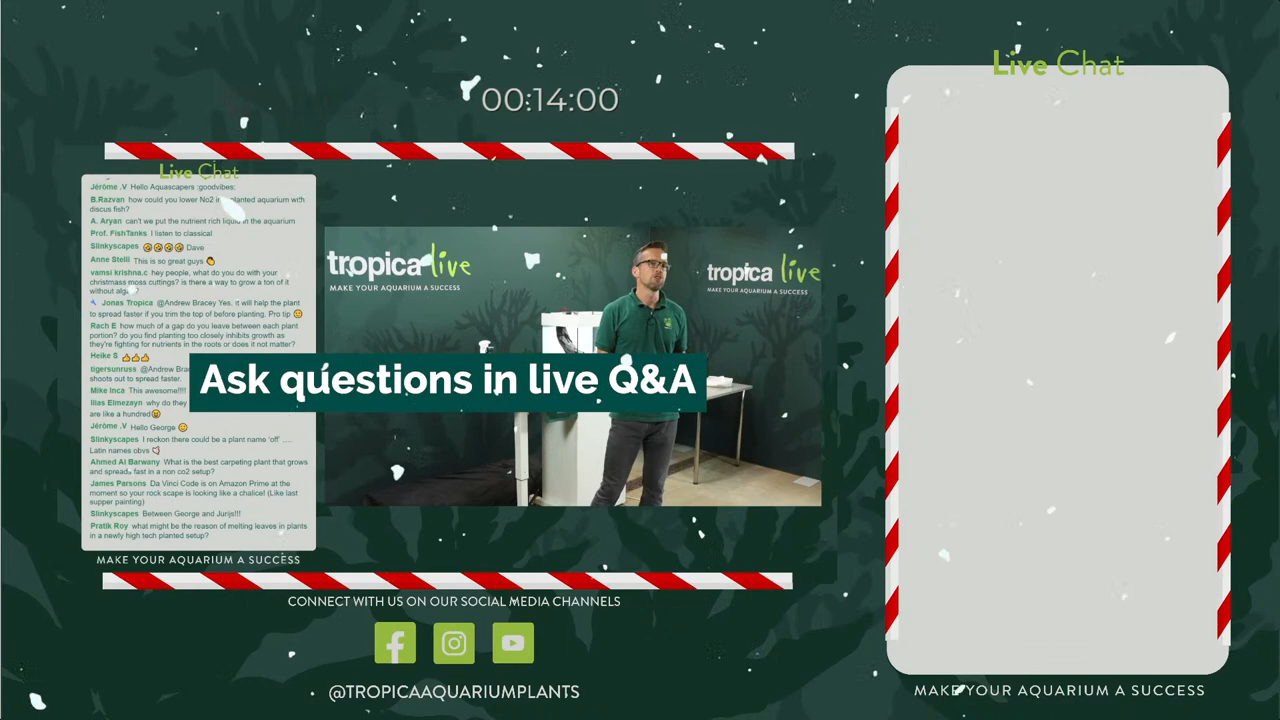 00:14:00
Live Chat
Jérôme .V Hello Aquascapers :goodvibes:
B.Razvan how could you lower No2 in planted aquarium with
discus fish?
A. Aryan can't we put the nutrient rich liquid in the aquarium
Prof. FishTanks I listen to classical
Slinkyscapes 🤣🤣🤣🤣 Dave
Anne Stelli This is so great guys 👏
vamsi krishna.c hey people, what do you do with your
christmas moss cuttings? is there a way to grow a ton of it
without
Jonas Tropica @Andrew Bracey Yes. it will help the plant
to spread faster if you trim the top of before planting. Pro tip 🙂
Rach E how much of a gap do you leave between each plant
portion? do you find planting too closely inhibits growth as
they're fighting for nutrients in the roots or does it not matter?
Heike S 👍👍👍
tigersunruss @Andrew
shoots out to spread faster.
Mike Inca This awesome!!!!
Ilias Elmezayn why do they
are like a hundred😆
Jérôme .V Hello George 🙂
Slinkyscapes I reckon there could be a plant name 'off' ….
Latin names obvs
Ahmed Al Barwany What is the best carpeting plant that grows
and spreads fast in a non co2 setup?
James Parsons Da Vinci Code is on Amazon Prime at the
moment so your rock scape is looking like a chalice! (Like last
supper painting)
Slinkyscapes Between George and Jurijs!!!
Pratik Roy what might be the reason of melting leaves in plants
in a newly high tech planted setup?
MAKE YOUR AQUARIUM A SUCCESS
tropica live
MAKE YOUR AQUARIUM A SUCCESS
tropica live
MAKE YOUR AQUARIUM A SUCCESS
Ask questions in live Q&A
CONNECT WITH US ON OUR SOCIAL MEDIA CHANNELS
@TROPICAAQUARIUMPLANTS
Live Chat
MAKE YOUR AQUARIUM A SUCCESS